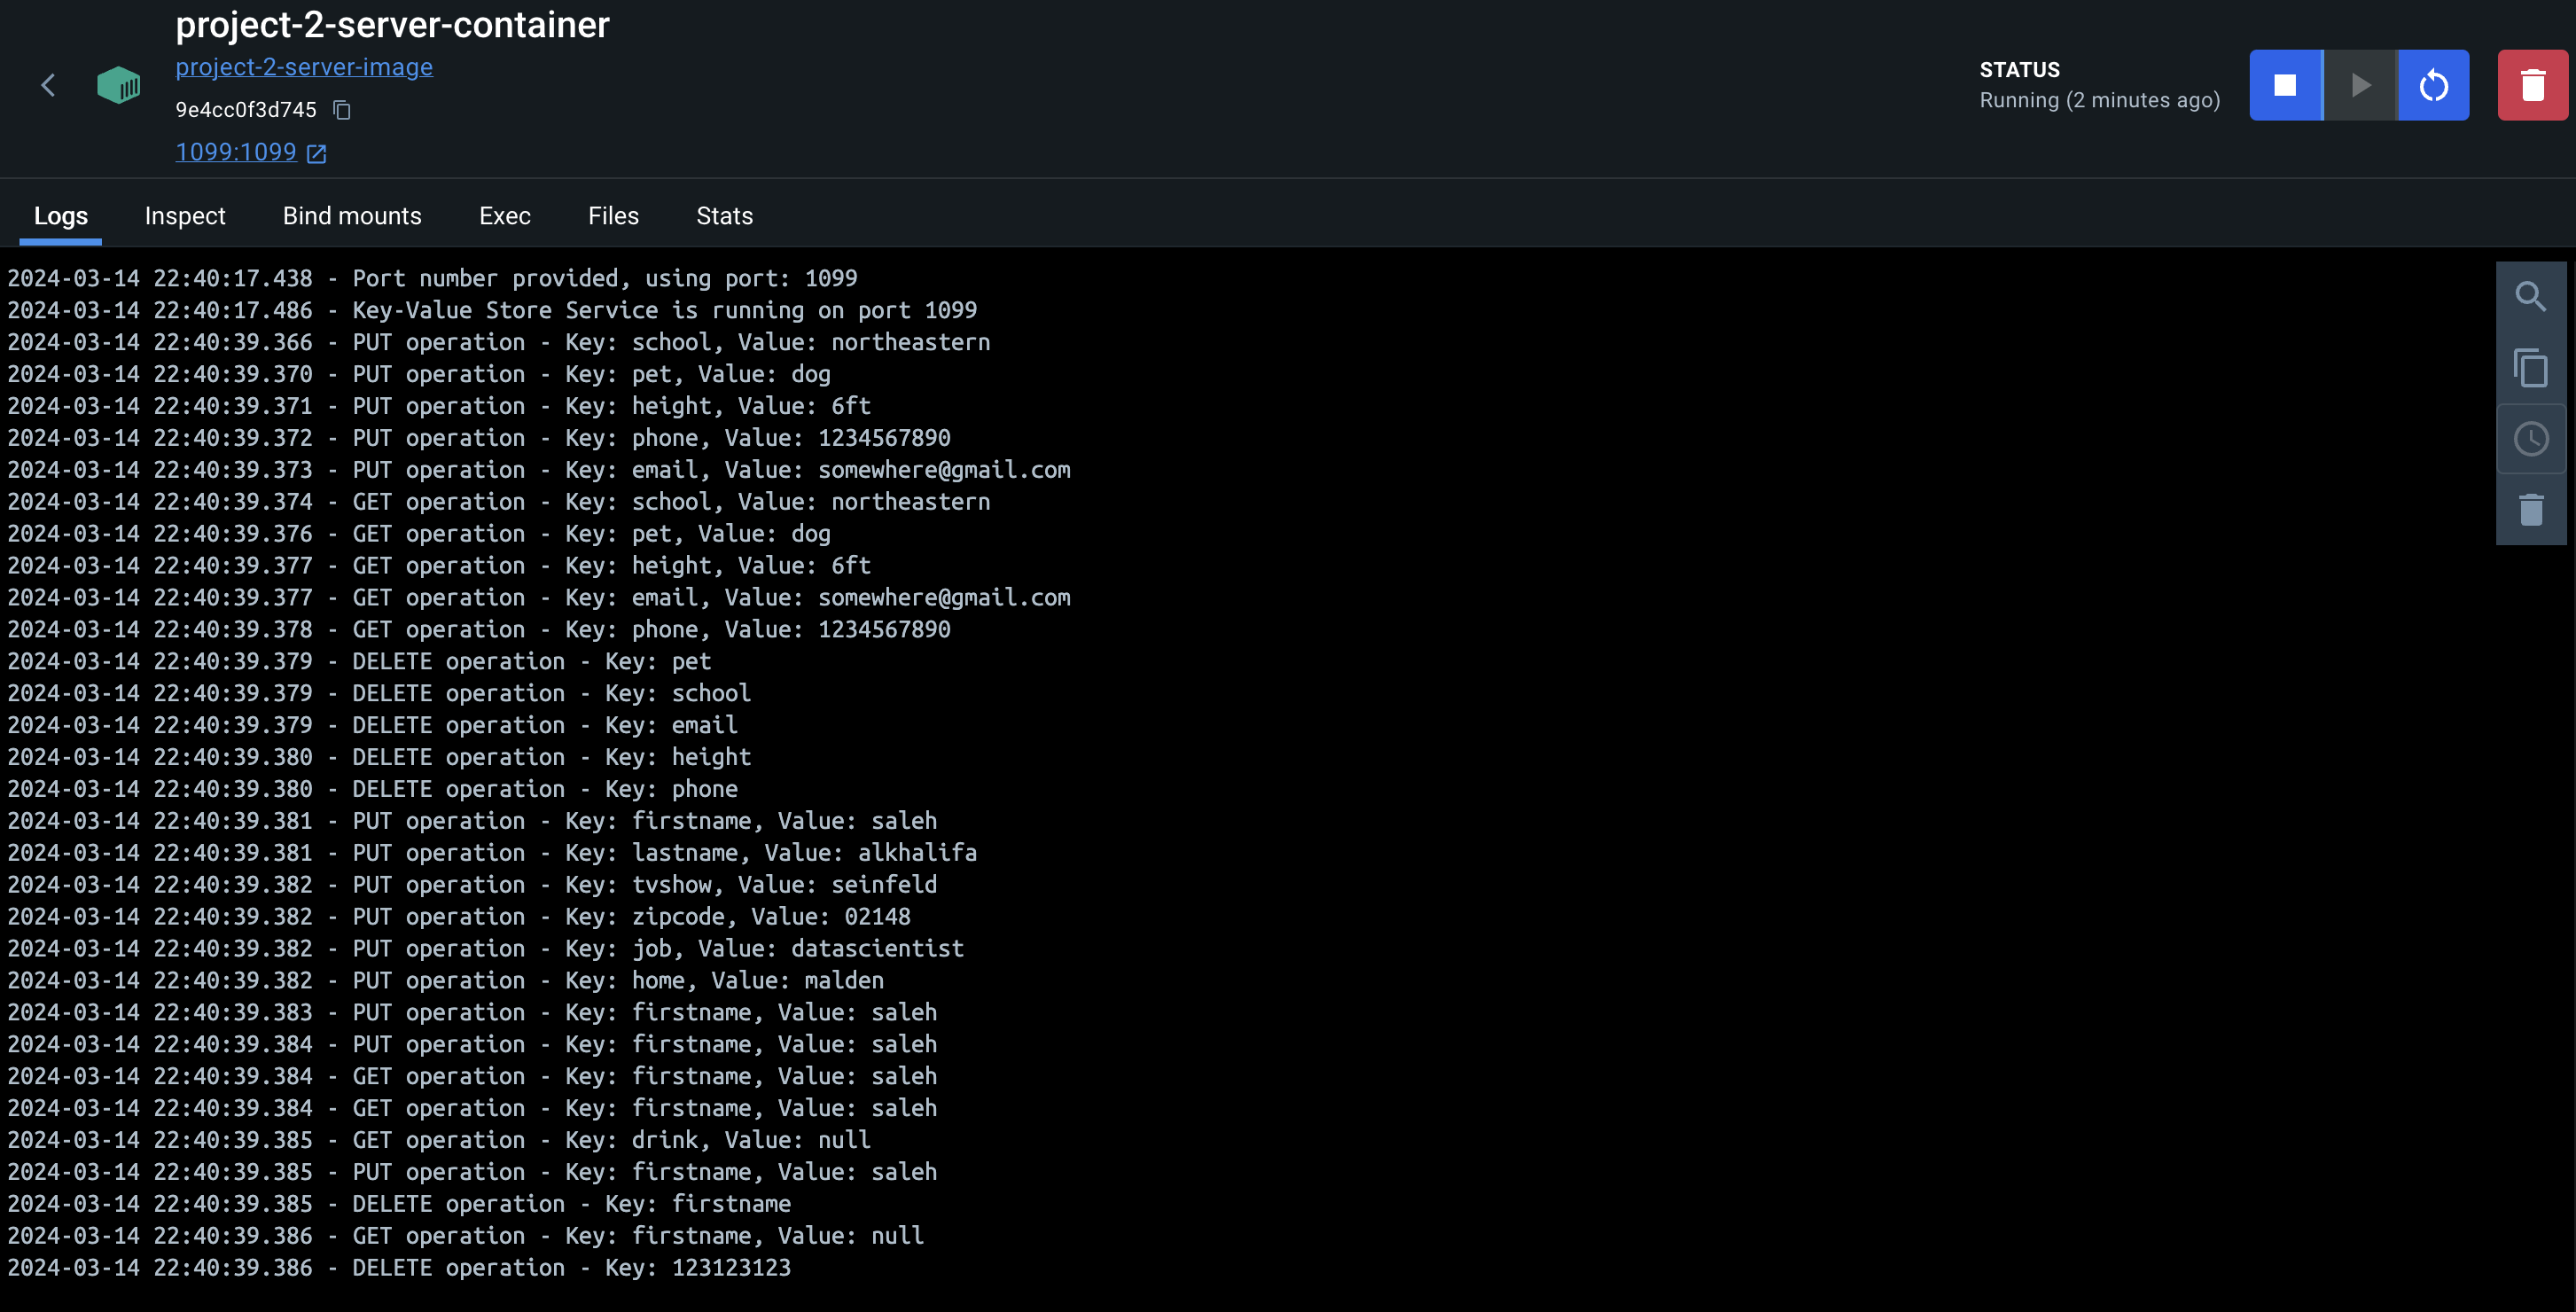 project-2-server-container
project-2-server-image
9e4cc0f3d745
1099:1099
STATUS
Running (2 minutes ago)
Logs Inspect Bind mounts Exec Files Stats
2024-03-14 22:40:17.438 - Port number provided, using port: 1099
2024-03-14 22:40:17.486 - Key-Value Store Service is running on port 1099
2024-03-14 22:40:39.366 - PUT operation - Key: school, Value: northeastern
2024-03-14 22:40:39.370 - PUT operation - Key: pet, Value: dog
2024-03-14 22:40:39.371 - PUT operation - Key: height, Value: 6ft
2024-03-14 22:40:39.372 - PUT operation - Key: phone, Value: 1234567890
2024-03-14 22:40:39.373 - PUT operation - Key: email, Value: somewhere@gmail.com
2024-03-14 22:40:39.374 - GET operation - Key: school, Value: northeastern
2024-03-14 22:40:39.376 - GET operation - Key: pet, Value: dog
2024-03-14 22:40:39.377 - GET operation - Key: height, Value: 6ft
2024-03-14 22:40:39.377 - GET operation - Key: email, Value: somewhere@gmail.com
2024-03-14 22:40:39.378 - GET operation - Key: phone, Value: 1234567890
2024-03-14 22:40:39.379 - DELETE operation - Key: pet
2024-03-14 22:40:39.379 - DELETE operation - Key: school
2024-03-14 22:40:39.379 - DELETE operation - Key: email
2024-03-14 22:40:39.380 - DELETE operation - Key: height
2024-03-14 22:40:39.380 - DELETE operation - Key: phone
2024-03-14 22:40:39.381 - PUT operation - Key: firstname, Value: saleh
2024-03-14 22:40:39.381 - PUT operation - Key: lastname, Value: alkhalifa
2024-03-14 22:40:39.382 - PUT operation - Key: tvshow, Value: seinfeld
2024-03-14 22:40:39.382 - PUT operation - Key: zipcode, Value: 02148
2024-03-14 22:40:39.382 - PUT operation - Key: job, Value: datascientist
2024-03-14 22:40:39.382 - PUT operation - Key: home, Value: malden
2024-03-14 22:40:39.383 - PUT operation - Key: firstname, Value: saleh
2024-03-14 22:40:39.384 - PUT operation - Key: firstname, Value: saleh
2024-03-14 22:40:39.384 - GET operation - Key: firstname, Value: saleh
2024-03-14 22:40:39.384 - GET operation - Key: firstname, Value: saleh
2024-03-14 22:40:39.385 - GET operation - Key: drink, Value: null
2024-03-14 22:40:39.385 - PUT operation - Key: firstname, Value: saleh
2024-03-14 22:40:39.385 - DELETE operation - Key: firstname
2024-03-14 22:40:39.386 - GET operation - Key: firstname, Value: null
2024-03-14 22:40:39.386 - DELETE operation - Key: 123123123